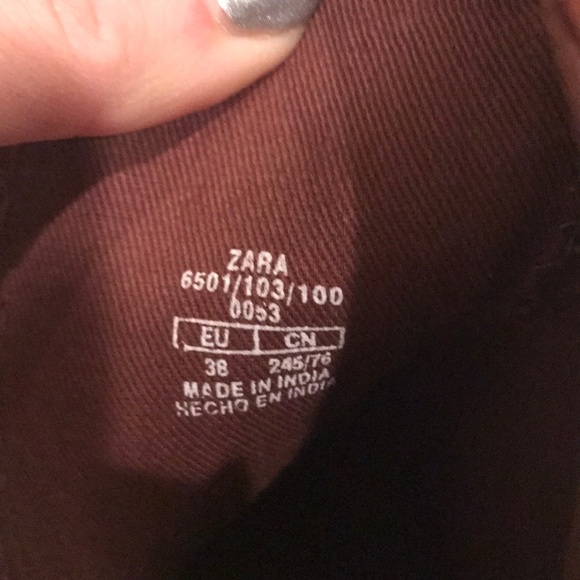 ZARA
6501/103/100
0053
EU CN
38 245/76
MADE IN INDIA
HECHO EN INDIA